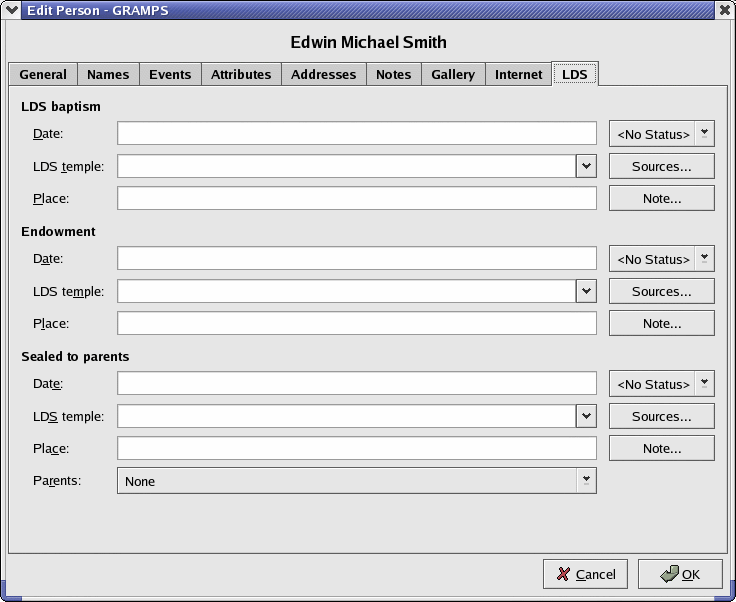 Edit Person - GRAMPS
Edwin Michael Smith
General Names Events Attributes Addresses Notes Gallery Internet LDS
LDS baptism
Date: <No Status>
LDS temple: Sources...
Place: Note...
Endowment
Date: <No Status>
LDS temple: Sources...
Place: Note...
Sealed to parents
Date: <No Status>
LDS temple: Sources...
Place: Note...
Parents: None
Cancel OK